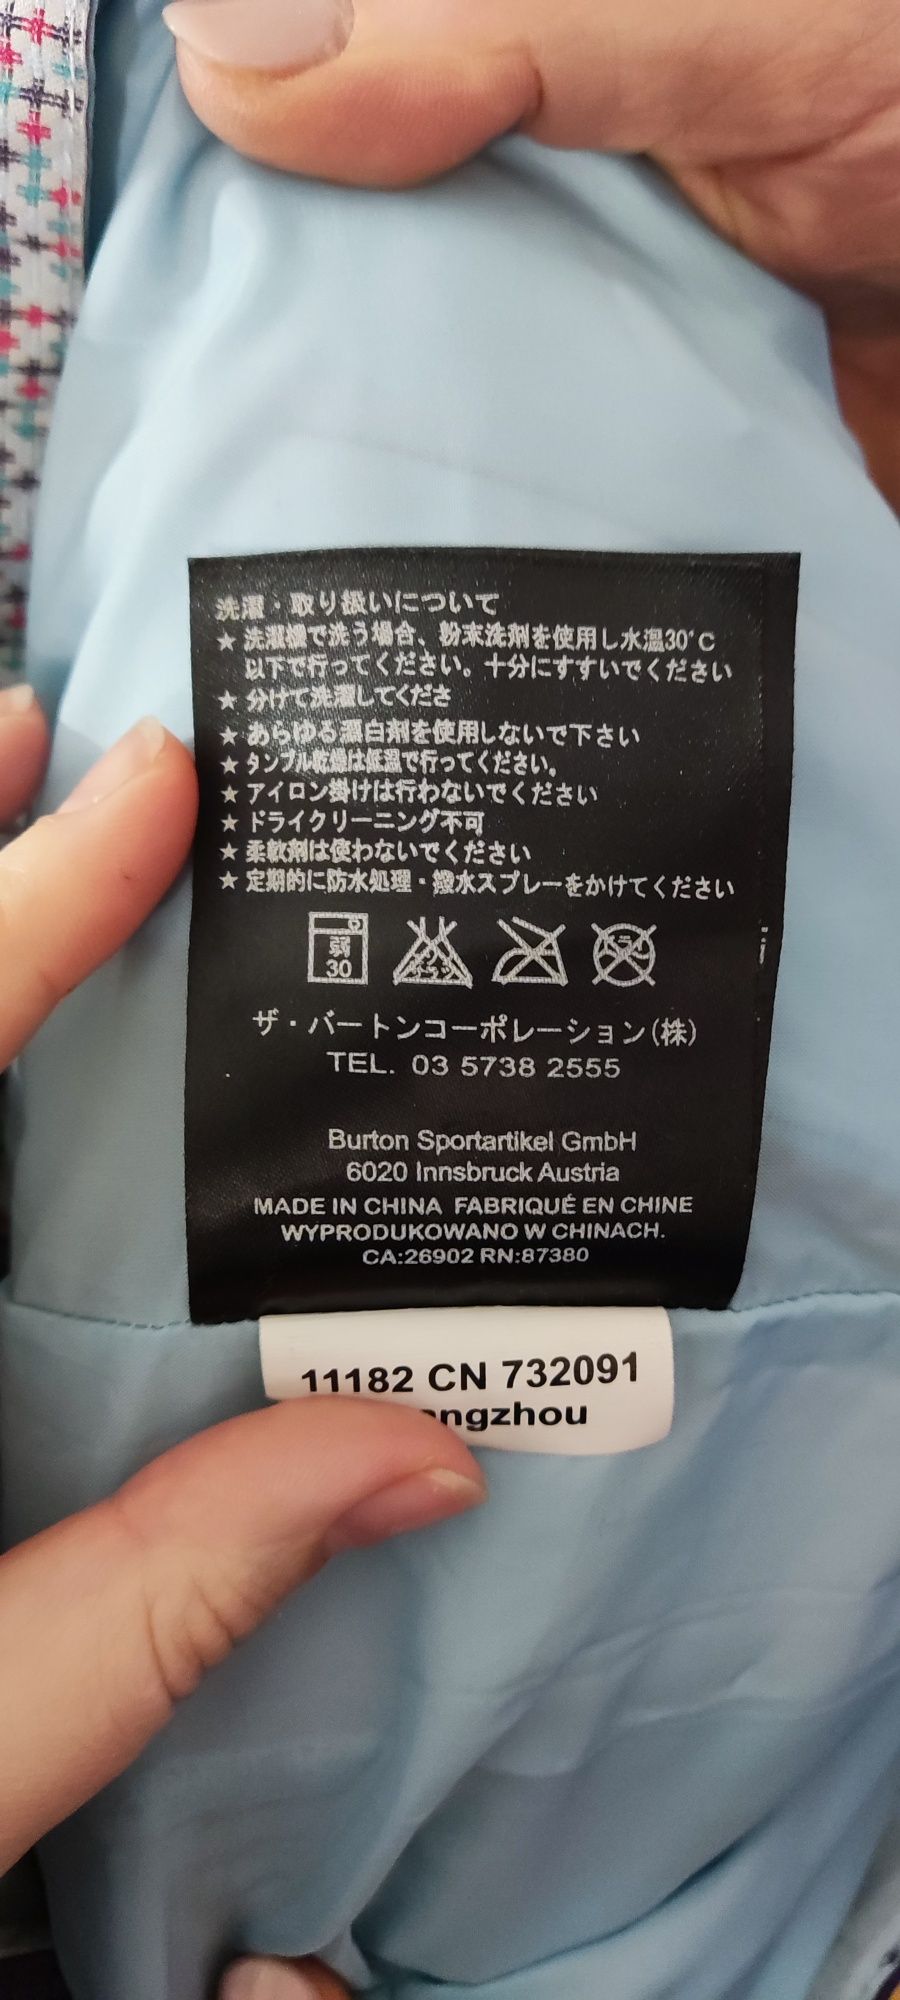 洗濯・取り扱いについて
★洗濯機で洗う場合、粉末洗剤を使用し水温30°C
以下で行ってください。十分にすすいでください
★分けて洗濯してくださ
★あらゆる漂白剤を使用しないで下さい
★タンブル乾燥は低温で行ってください。
★アイロン掛けは行わないでください
★ドライクリーニング不可
★柔軟剤は使わないでください
★定期的に防水処理・撥水スプレーをかけてください
弱
30
ザ・バートンコーポレーション(株)
TEL. 03 5738 2555
Burton Sportartikel GmbH
6020 Innsbruck Austria
MADE IN CHINA FABRIQUÉ EN CHINE
WYPRODUKOWANO W CHINACH.
CA:26902 RN:87380
11182 CN 732091
angzhou